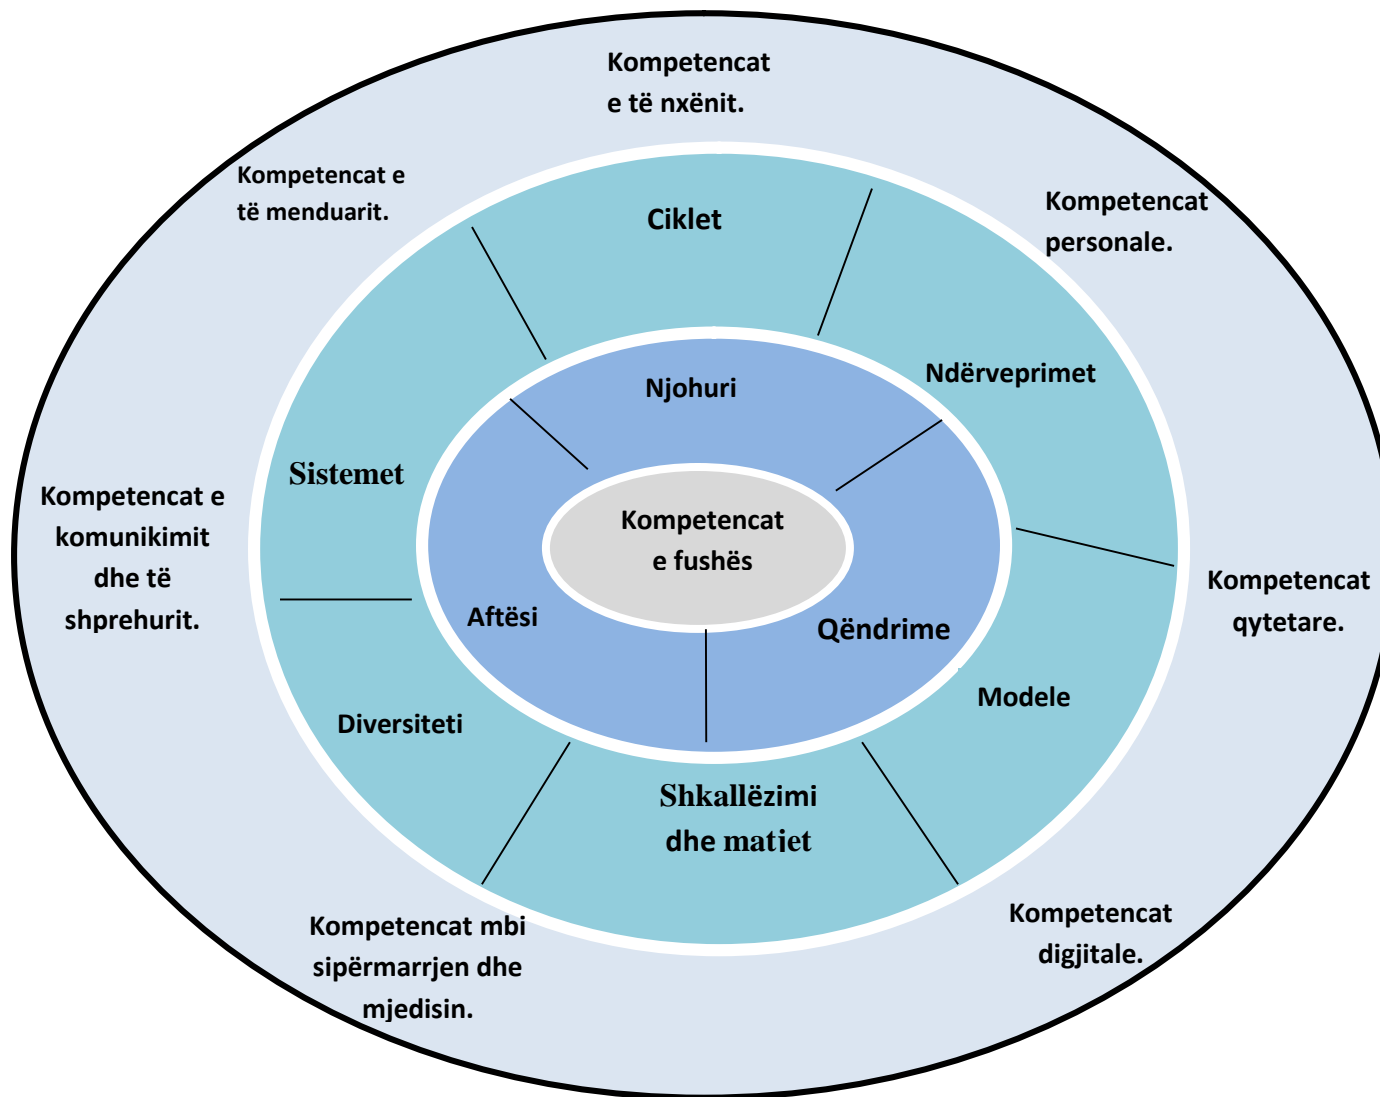 Kompetencat
e të nxënit.
Kompetencat e
të menduarit.
Kompetencat
personale.
Ciklet
Ndërveprimet
Njohuri
Sistemet
Kompetencat e
komunikimit
dhe të
shprehurit.
Kompetencat
e fushës
Kompetencat
qytetare.
Aftësi
Qëndrime
Modele
Diversiteti
Shkallëzimi
dhe matjet
Kompetencat mbi
sipërmarrjen dhe
mjedisin.
Kompetencat
digjitale.